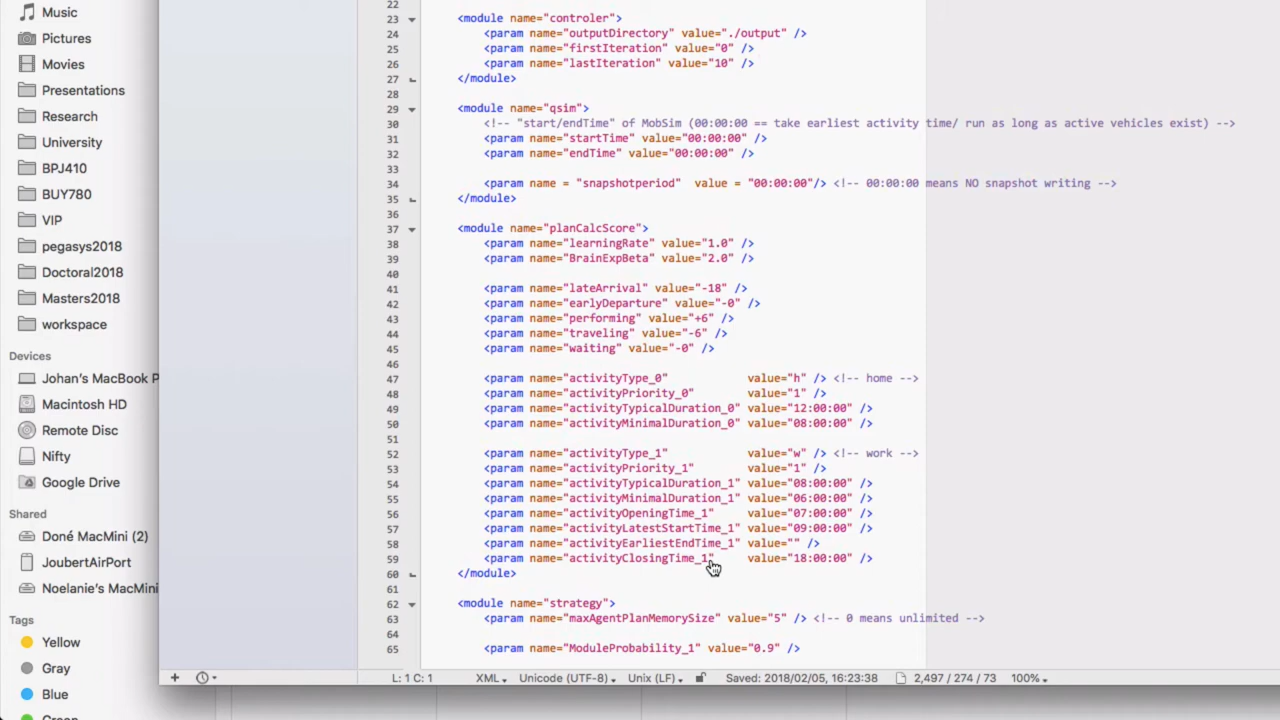 Music
Pictures
Movies
Presentations
Research
University
BPJ410
BUY780
VIP
pegasys2018
Doctoral2018
Masters2018
workspace
Devices
Johan's MacBook P
Macintosh HD
Remote Disc
Nifty
Google Drive
Shared
Doné MacMini (2)
JoubertAirPort
Noelanie's MacMini
Tags
Yellow
Gray
Blue
Green
22
23 <module name="controler">
24 <param name="outputDirectory" value="./output" />
25 <param name="firstIteration" value="0" />
26 <param name="lastIteration" value="10" />
27 </module>
28
29 <module name="qsim">
30 <!-- "start/endTime" of MobSim (00:00:00 == take earliest activity time/ run as long as active vehicles exist) -->
31 <param name="startTime" value="00:00:00" />
32 <param name="endTime" value="00:00:00" />
33
34 <param name = "snapshotperiod" value = "00:00:00"/> <!-- 00:00:00 means NO snapshot writing -->
35 </module>
36
37 <module name="planCalcScore">
38 <param name="learningRate" value="1.0" />
39 <param name="BrainExpBeta" value="2.0" />
40
41 <param name="lateArrival" value="-18" />
42 <param name="earlyDeparture" value="-0" />
43 <param name="performing" value="+6" />
44 <param name="traveling" value="-6" />
45 <param name="waiting" value="-0" />
46
47 <param name="activityType_0" value="h" /> <!-- home -->
48 <param name="activityPriority_0" value="1" />
49 <param name="activityTypicalDuration_0" value="12:00:00" />
50 <param name="activityMinimalDuration_0" value="08:00:00" />
51
52 <param name="activityType_1" value="w" /> <!-- work -->
53 <param name="activityPriority_1" value="1" />
54 <param name="activityTypicalDuration_1" value="08:00:00" />
55 <param name="activityMinimalDuration_1" value="06:00:00" />
56 <param name="activityOpeningTime_1" value="07:00:00" />
57 <param name="activityLatestStartTime_1" value="09:00:00" />
58 <param name="activityEarliestEndTime_1" value="" />
59 <param name="activityClosingTime_1" value="18:00:00" />
60 </module>
61
62 <module name="strategy">
63 <param name="maxAgentPlanMemorySize" value="5" /> <!-- 0 means unlimited -->
64
65 <param name="ModuleProbability_1" value="0.9" />
L: 1 C: 1 XML Unicode (UTF-8) Unix (LF) Saved: 2018/02/05, 16:23:38 2,497 / 274 / 73 100%